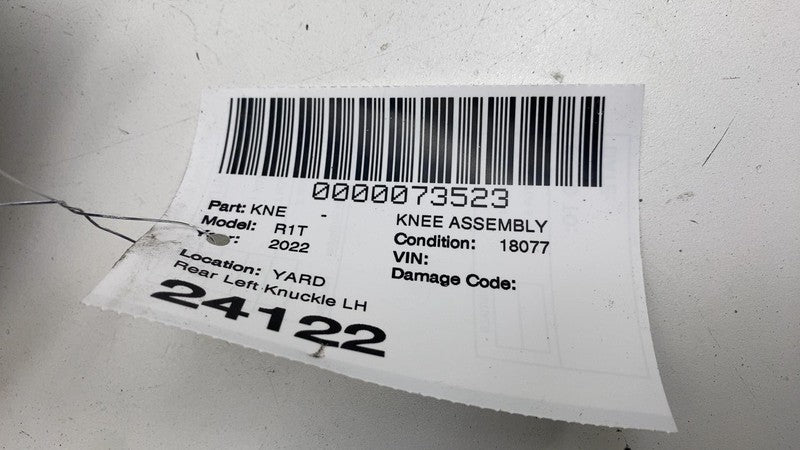 0000073523
Part: KNE - KNEE ASSEMBLY
Model: R1T Condition: 18077
Year: 2022 VIN:
Damage Code:
Location: YARD
Rear Left Knuckle LH
24122